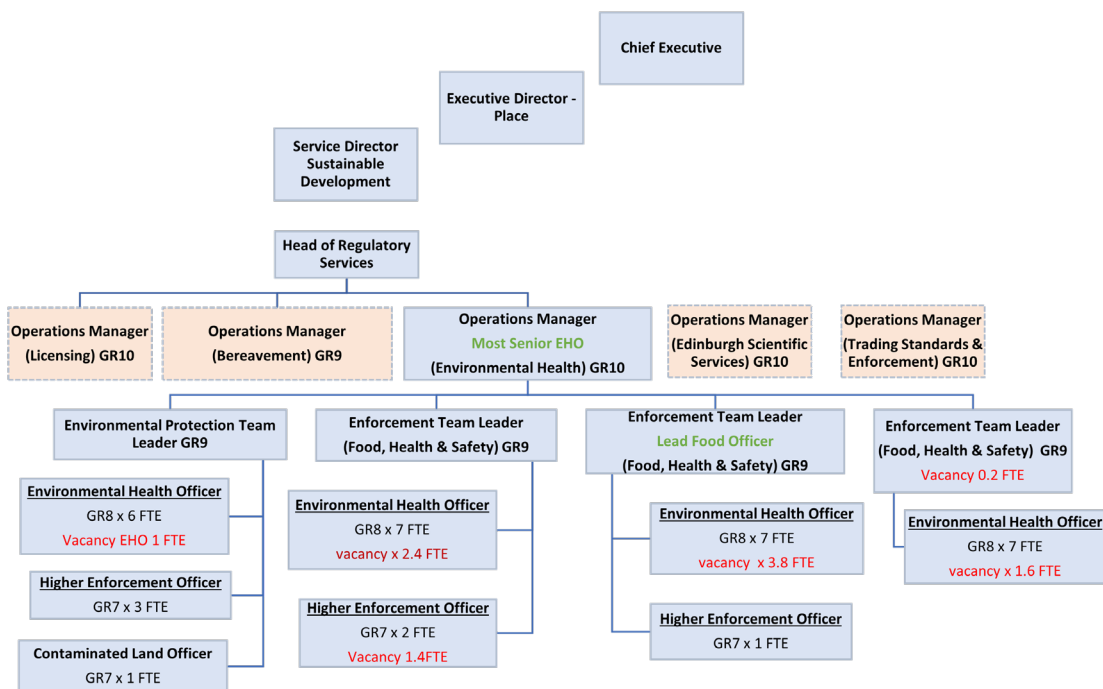 Chief Executive
Executive Director -
Place
Service Director
Sustainable
Development
Head of Regulatory
Services
Operations Manager
(Licensing) GR10
Operations Manager
(Bereavement) GR9
Operations Manager
Most Senior EHO
(Environmental Health) GR10
Operations Manager
(Edinburgh Scientific
Services) GR10
Operations Manager
(Trading Standards &
Enforcement) GR10
Environmental Protection Team
Leader GR9
Enforcement Team Leader
(Food, Health & Safety) GR9
Enforcement Team Leader
Lead Food Officer
(Food, Health & Safety) GR9
Enforcement Team Leader
(Food, Health & Safety) GR9
Vacancy 0.2 FTE
Environmental Health Officer
GR8 x 6 FTE
Vacancy EHO 1 FTE
Higher Enforcement Officer
GR7 x 3 FTE
Contaminated Land Officer
GR7 x 1 FTE
Environmental Health Officer
GR8 x 7 FTE
vacancy x 2.4 FTE
Higher Enforcement Officer
GR7 x 2 FTE
Vacancy 1.4FTE
Environmental Health Officer
GR8 x 7 FTE
vacancy x 3.8 FTE
Higher Enforcement Officer
GR7 x 1 FTE
Environmental Health Officer
GR8 x 7 FTE
vacancy x 1.6 FTE